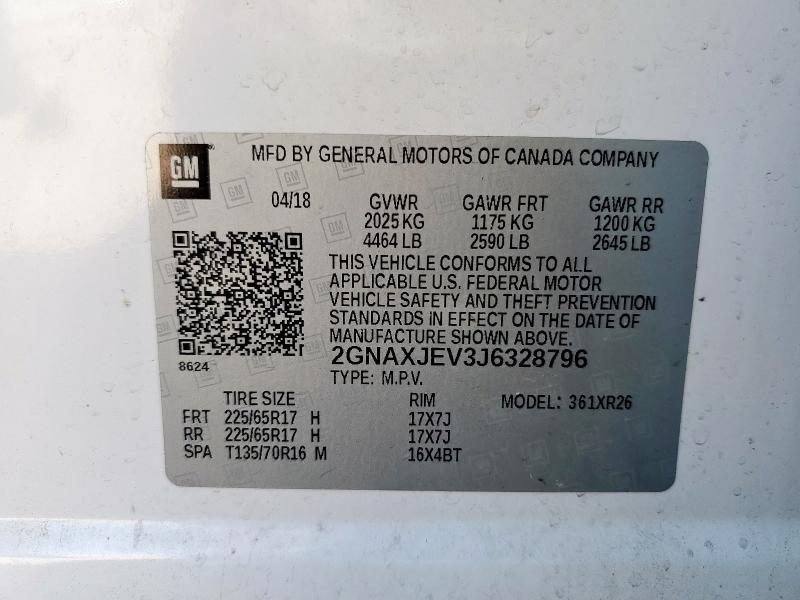 GM
MFD BY GENERAL MOTORS OF CANADA COMPANY
04/18 GVWR GAWR FRT GAWR RR
2025 KG 1175 KG 1200 KG
4464 LB 2590 LB 2645 LB
THIS VEHICLE CONFORMS TO ALL
APPLICABLE U.S. FEDERAL MOTOR
VEHICLE SAFETY AND THEFT PREVENTION
STANDARDS IN EFFECT ON THE DATE OF
MANUFACTURE SHOWN ABOVE.
2GNAXJEV3J6328796
8624
TYPE: M.P.V.
TIRE SIZE RIM MODEL: 361XR26
FRT 225/65R17 H 17X7J
RR 225/65R17 H 17X7J
SPA T135/70R16 M 16X4BT